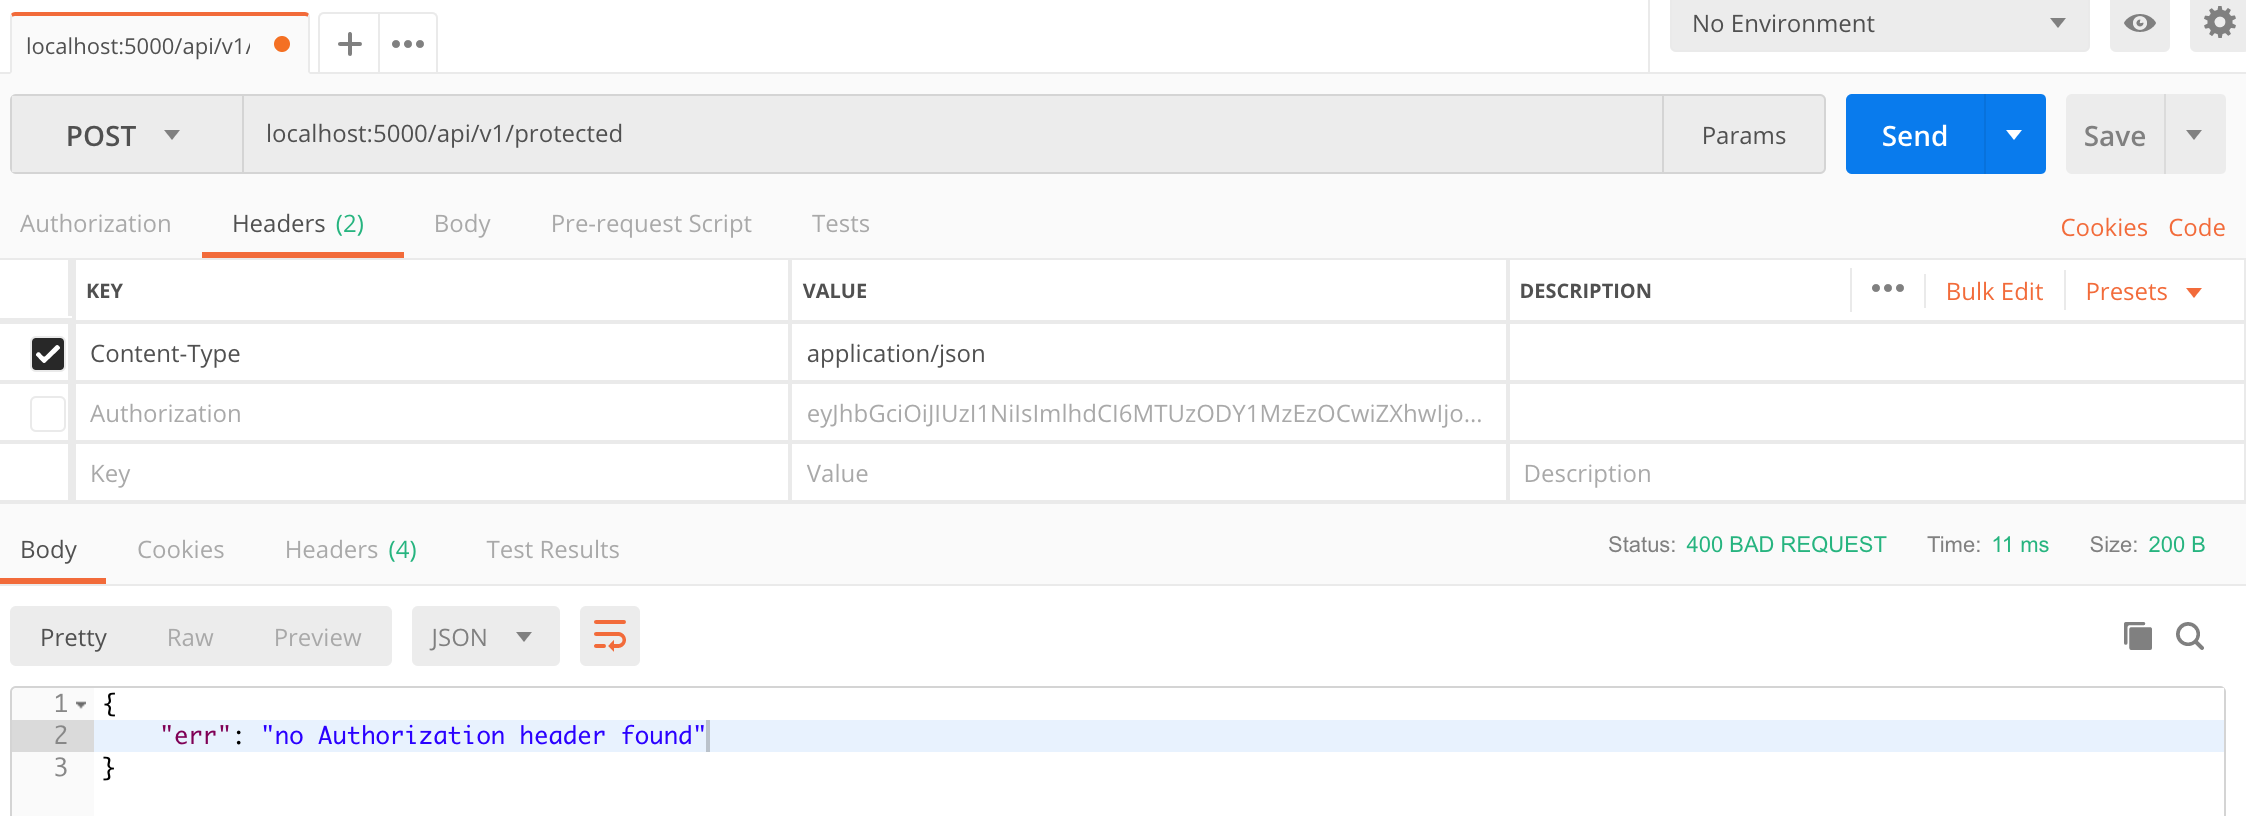 localhost:5000/api/v1/
No Environment
POST
localhost:5000/api/v1/protected
Params
Send
Save
Authorization
Headers (2)
Body
Pre-request Script
Tests
Cookies
Code
KEY
VALUE
DESCRIPTION
Bulk Edit
Presets
Content-Type
application/json
Authorization
eyJhbGciOiJIUzI1NiIsImlhdCI6MTUzODY1MzEzOCwiZXhwIjo...
Key
Value
Description
Body
Cookies
Headers (4)
Test Results
Status: 400 BAD REQUEST
Time: 11 ms
Size: 200 B
Pretty
Raw
Preview
JSON
1 {
2 "err": "no Authorization header found"
3 }